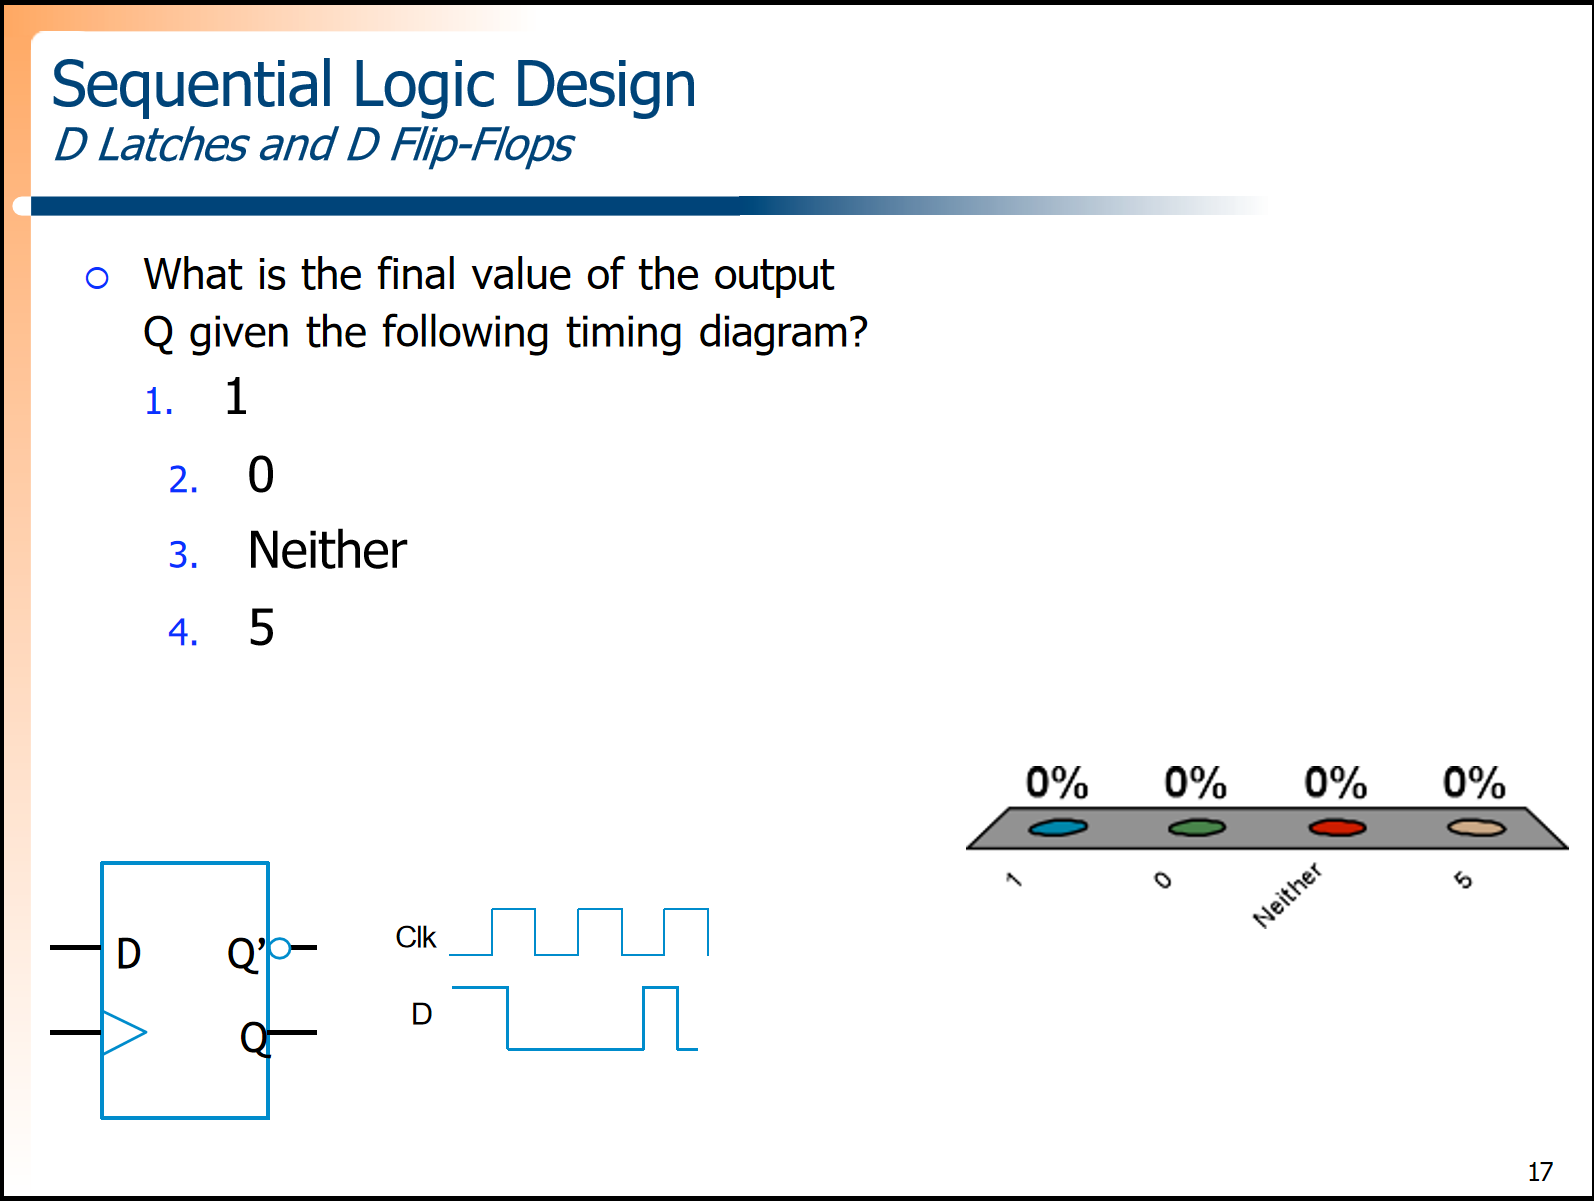 Sequential Logic Design
D Latches and D Flip-Flops
What is the final value of the output
Q given the following timing diagram?
1. 1
2. 0
3. Neither
4. 5
0% 0% 0% 0%
1 0 Neither 5
D Q’
Q
Clk
D
17